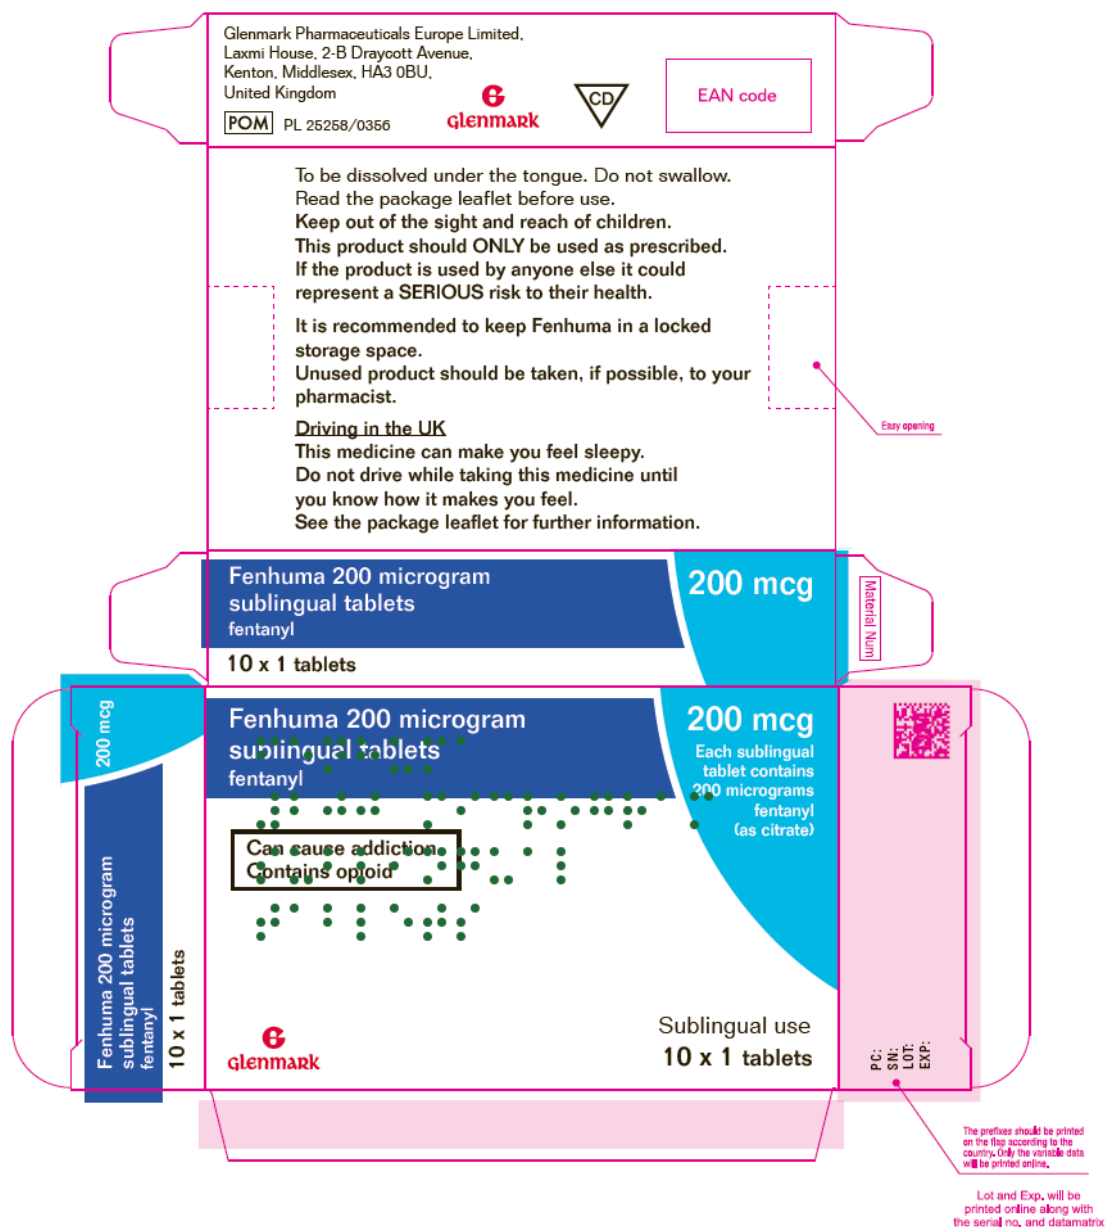 Glenmark Pharmaceuticals Europe Limited,
Laxmi House, 2-B Draycott Avenue,
Kenton, Middlesex, HA3 0BU,
United Kingdom
POM PL 25258/0356
GLENMARK
CD
EAN code
To be dissolved under the tongue. Do not swallow.
Read the package leaflet before use.
Keep out of the sight and reach of children.
This product should ONLY be used as prescribed.
If the product is used by anyone else it could
represent a SERIOUS risk to their health.
It is recommended to keep Fenhuma in a locked
storage space.
Unused product should be taken, if possible, to your
pharmacist.
Easy opening
Driving in the UK
This medicine can make you feel sleepy.
Do not drive while taking this medicine until
you know how it makes you feel.
See the package leaflet for further information.
Fenhuma 200 microgram
sublingual tablets
fentanyl
10 x 1 tablets
200 mcg
Material Num
200 mcg
Fenhuma 200 microgram
sublingual tablets
fentanyl
10 x 1 tablets
Fenhuma 200 microgram
sublingual tablets
fentanyl
200 mcg
Each sublingual
tablet contains
200 micrograms
fentanyl
(as citrate)
Can cause addiction
Contains opioid
GLENMARK
Sublingual use
10 x 1 tablets
PC:
SN:
LOT:
EXP:
The prefixes should be printed
on the flap according to the
country. Only the variable data
will be printed online.
Lot and Exp. will be
printed online along with
the serial no. and datamatrix